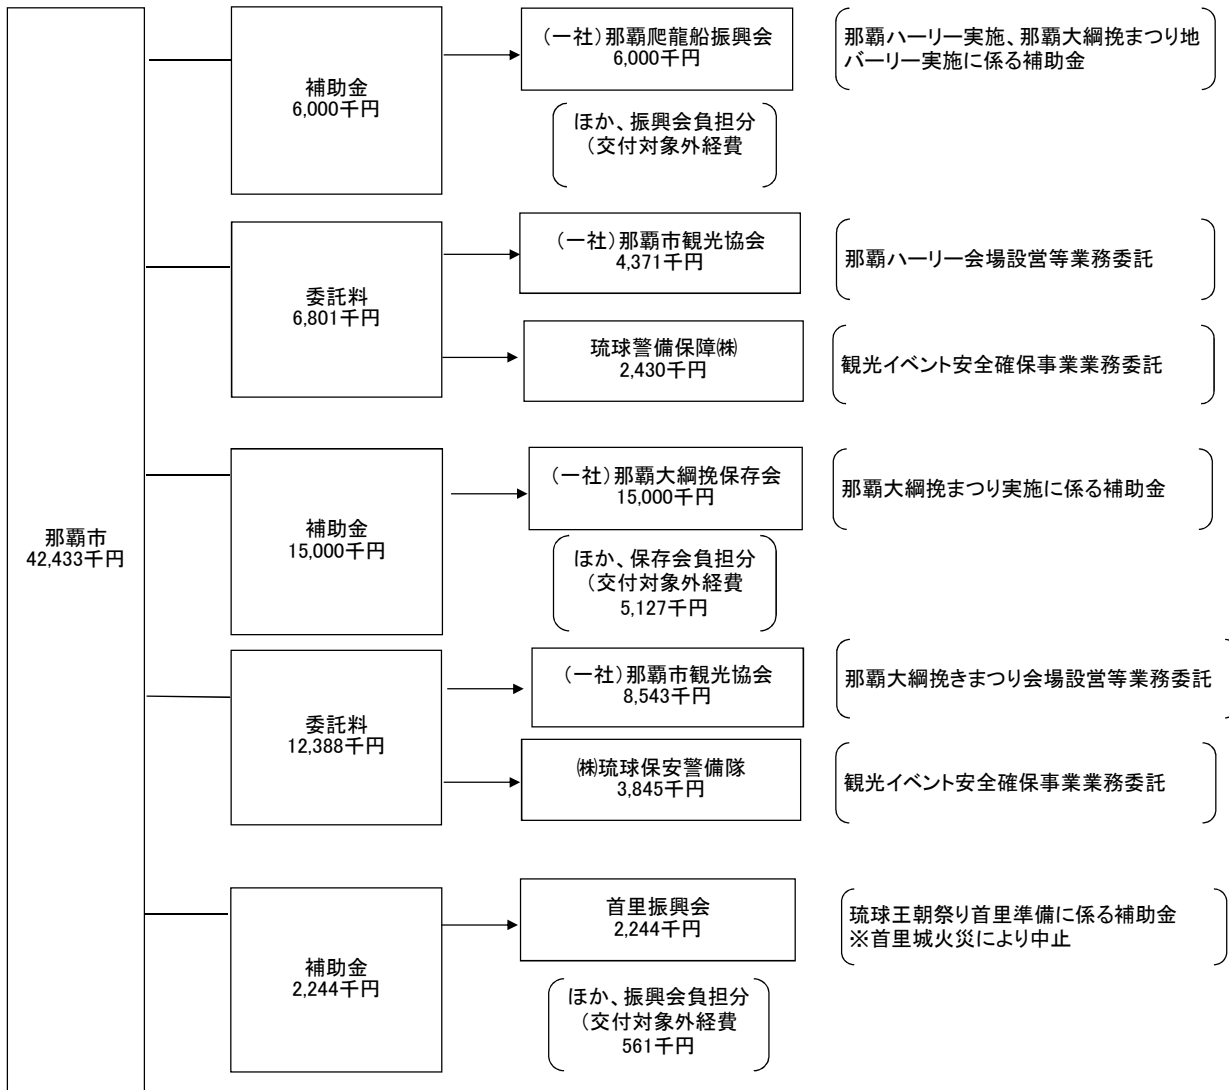 那覇市
42,433千円
補助金
6,000千円
(一社)那覇爬龍船振興会
6,000千円
ほか、振興会負担分
(交付対象外経費
那覇ハーリー実施、那覇大綱挽まつり地
バーリー実施に係る補助金
委託料
6,801千円
(一社)那覇市観光協会
4,371千円
那覇ハーリー会場設営等業務委託
琉球警備保障㈱
2,430千円
観光イベント安全確保事業業務委託
補助金
15,000千円
(一社)那覇大綱挽保存会
15,000千円
ほか、保存会負担分
(交付対象外経費
5,127千円
那覇大綱挽まつり実施に係る補助金
委託料
12,388千円
(一社)那覇市観光協会
8,543千円
那覇大綱挽きまつり会場設営等業務委託
㈱琉球保安警備隊
3,845千円
観光イベント安全確保事業業務委託
補助金
2,244千円
首里振興会
2,244千円
ほか、振興会負担分
(交付対象外経費
561千円
琉球王朝祭り首里準備に係る補助金
※首里城火災により中止